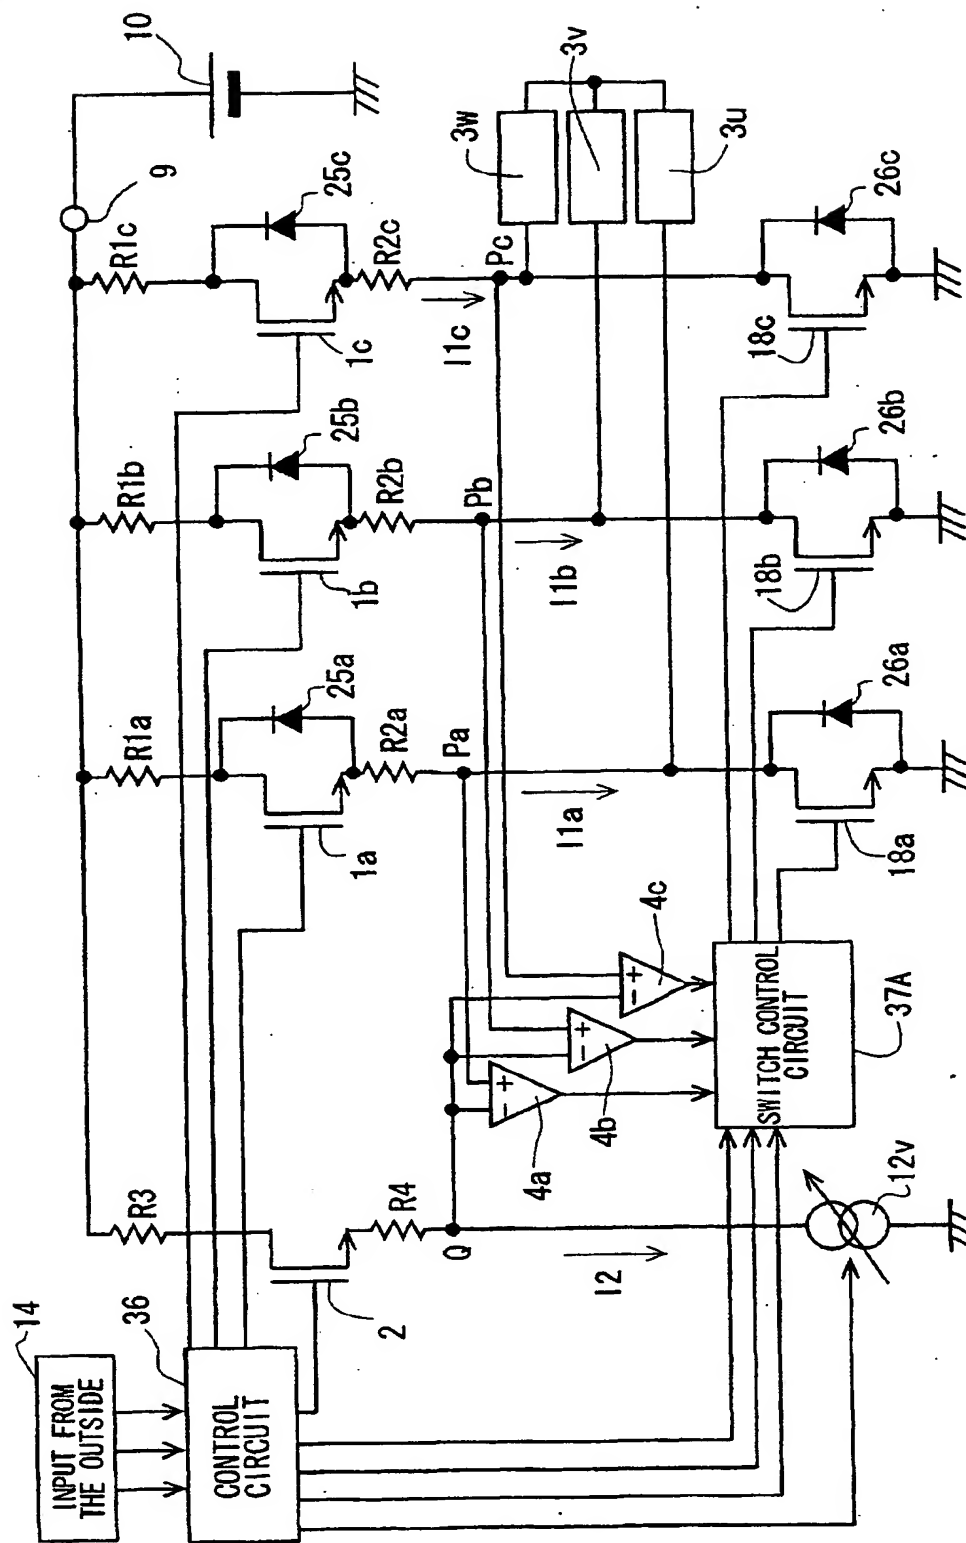 14
INPUT FROM
THE OUTSIDE
36
CONTROL
CIRCUIT
10
9
R3
R1a
R1b
R1c
25a
25b
25c
2
1a
1b
1c
R4
R2a
R2b
R2c
Q
Pa
Pb
Pc
I2
I1a
I1b
I1c
3w
3v
3u
4a
4b
4c
-
+
-
+
-
+
SWITCH CONTROL
CIRCUIT
37A
12v
18a
18b
18c
26a
26b
26c